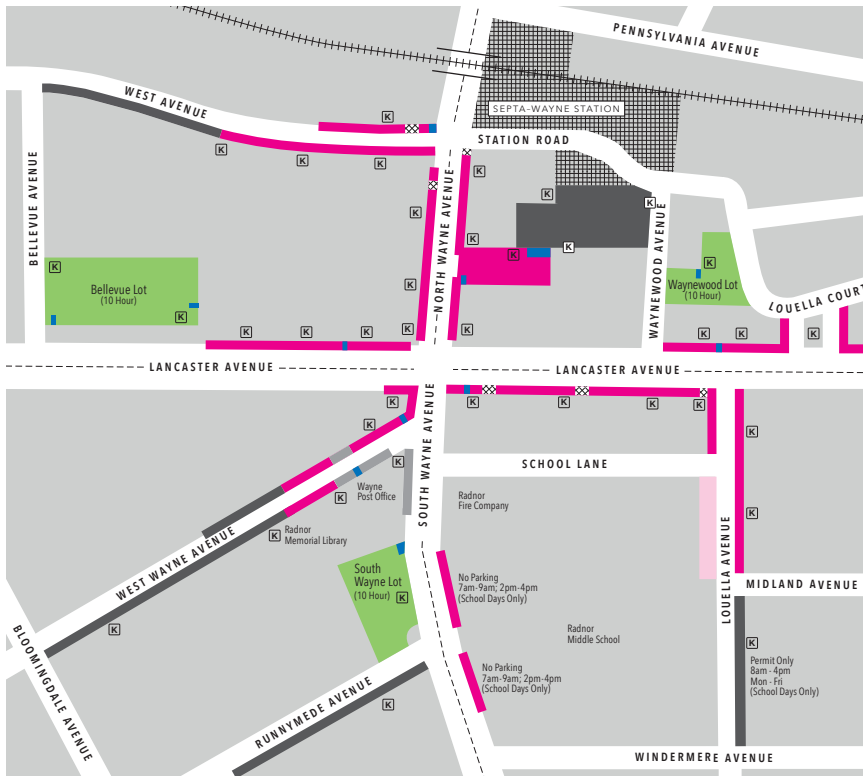 PENNSYLVANIA AVENUE
WEST AVENUE
K
SEPTA-WAYNE STATION
STATION ROAD
K
K
K
K
K
K
K
BELLEVUE AVENUE
NORTH WAYNE AVENUE
WAYNEWOOD AVENUE
K
K
K
K
K
K
Bellevue Lot
(10 Hour)
K
K
Waynewood Lot
(10 Hour)
LOUELLA COURT
K
K
K
K
K
K
K
K
LANCASTER AVENUE
LANCASTER AVENUE
K
K
K
K
K
K
SOUTH WAYNE AVENUE
K
SCHOOL LANE
K
K
Wayne
Post Office
Radnor
Fire Company
K
K
Radnor
Memorial Library
WEST WAYNE AVENUE
LOUELLA AVENUE
South
Wayne Lot
(10 Hour)
K
No Parking
7am-9am; 2pm-4pm
(School Days Only)
MIDLAND AVENUE
K
Radnor
Middle School
K
BLOOMINGDALE AVENUE
Permit Only
8am - 4pm
Mon - Fri
(School Days Only)
No Parking
7am-9am; 2pm-4pm
(School Days Only)
RUNNYMEDE AVENUE
K
WINDERMERE AVENUE